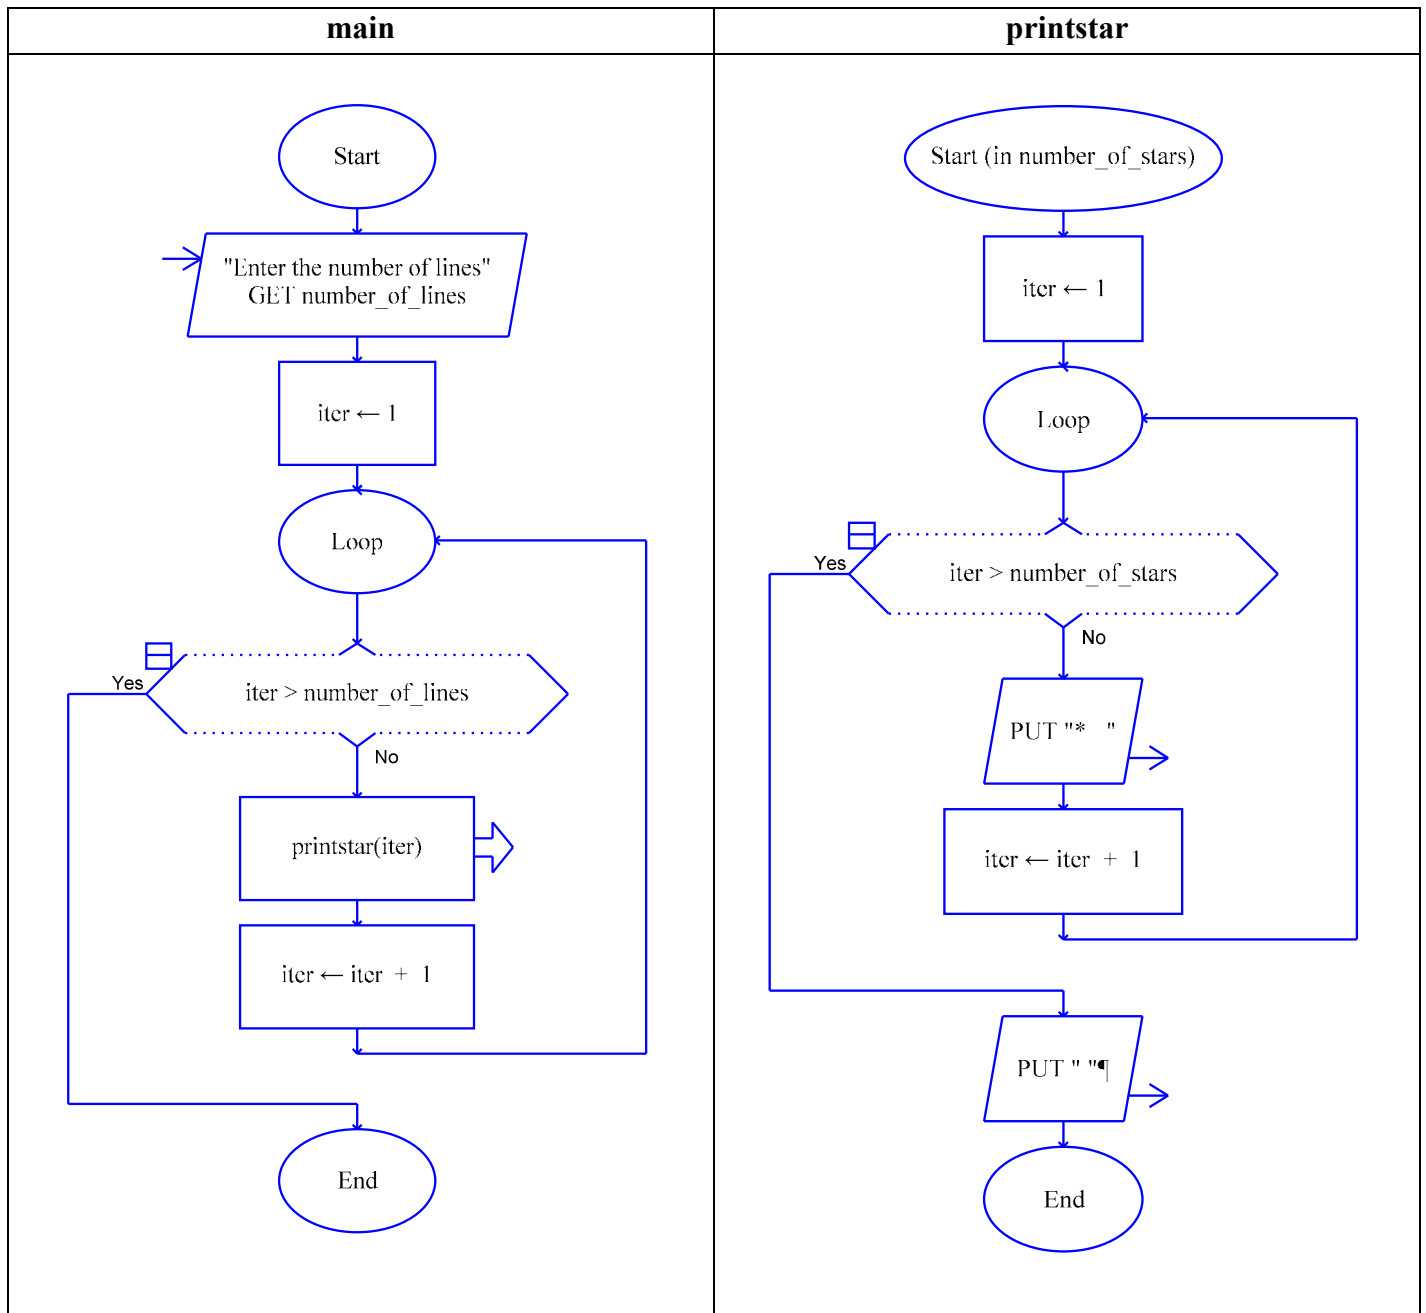 main
Start
"Enter the number of lines"
GET number_of_lines
iter ← 1
Loop
iter > number_of_lines
Yes
No
printstar(iter)
iter ← iter + 1
End
printstar
Start (in number_of_stars)
iter ← 1
Loop
iter > number_of_stars
Yes
No
PUT "*   "
iter ← iter + 1
PUT " "¶
End